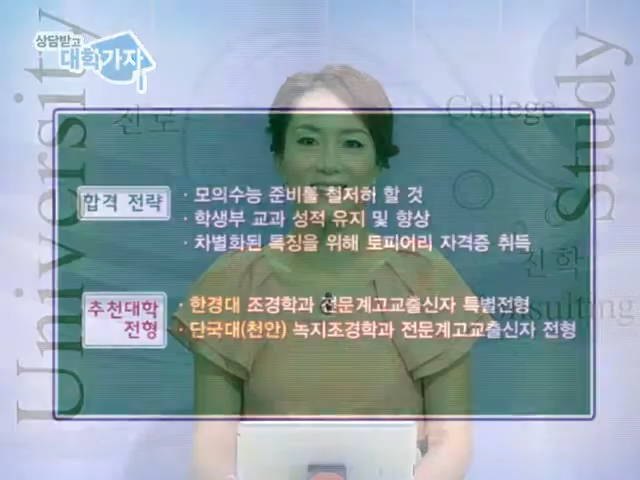 상담받고
대학가자
University
진로
College
Study
진학
Consulting
합격 전략
· 모의수능 준비를 철저히 할 것
· 학생부 교과 성적 유지 및 향상
· 차별화된 특징을 위해 토피어리 자격증 취득
추천대학
전형
· 한경대 조경학과 전문계고교출신자 특별전형
· 단국대(천안) 녹지조경학과 전문계고교출신자 전형